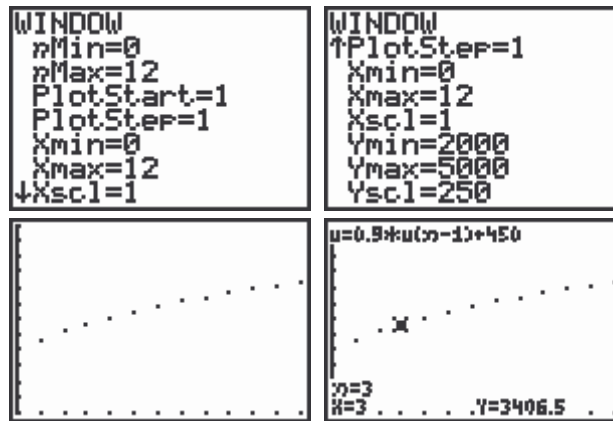 WINDOW
nMin=0
nMax=12
PlotStart=1
PlotStep=1
Xmin=0
Xmax=12
↓Xscl=1
WINDOW
↑PlotStep=1
Xmin=0
Xmax=12
Xscl=1
Ymin=2000
Ymax=5000
Yscl=250
u=0.9*u(n-1)+450
n=3
X=3 Y=3406.5